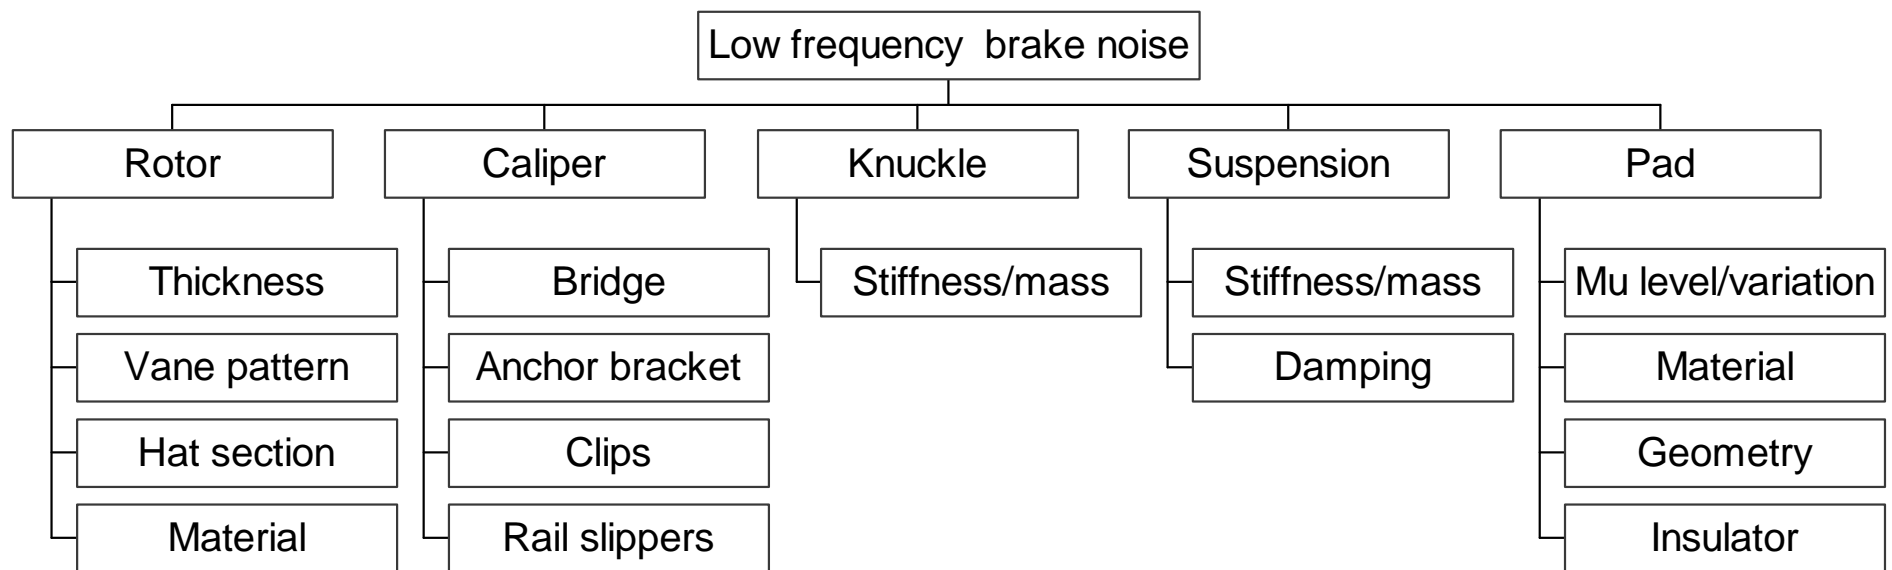 Low frequency  brake noise
Rotor
Caliper
Knuckle
Suspension
Pad
Thickness
Bridge
Stiffness/mass
Stiffness/mass
Mu level/variation
Vane pattern
Anchor bracket
Damping
Material
Hat section
Clips
Geometry
Material
Rail slippers
Insulator